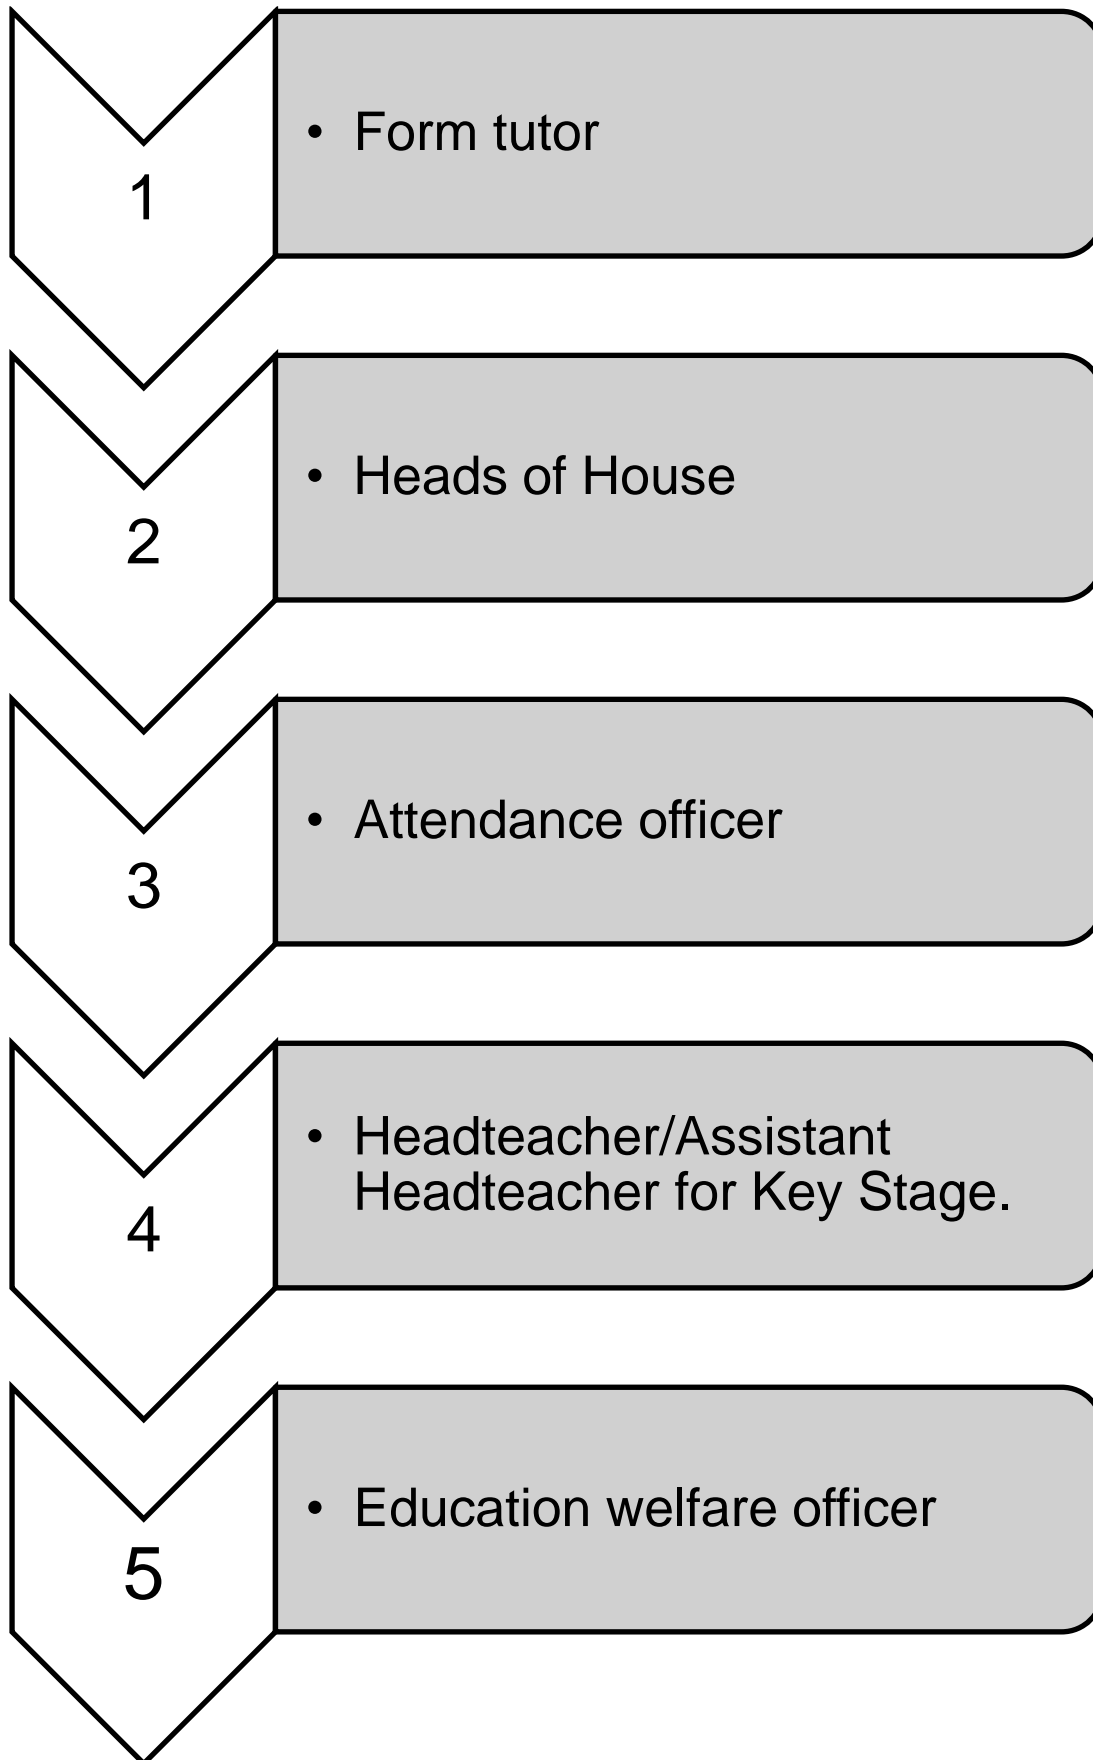 1
• Form tutor
2
• Heads of House
3
• Attendance officer
4
• Headteacher/Assistant
Headteacher for Key Stage.
5
• Education welfare officer